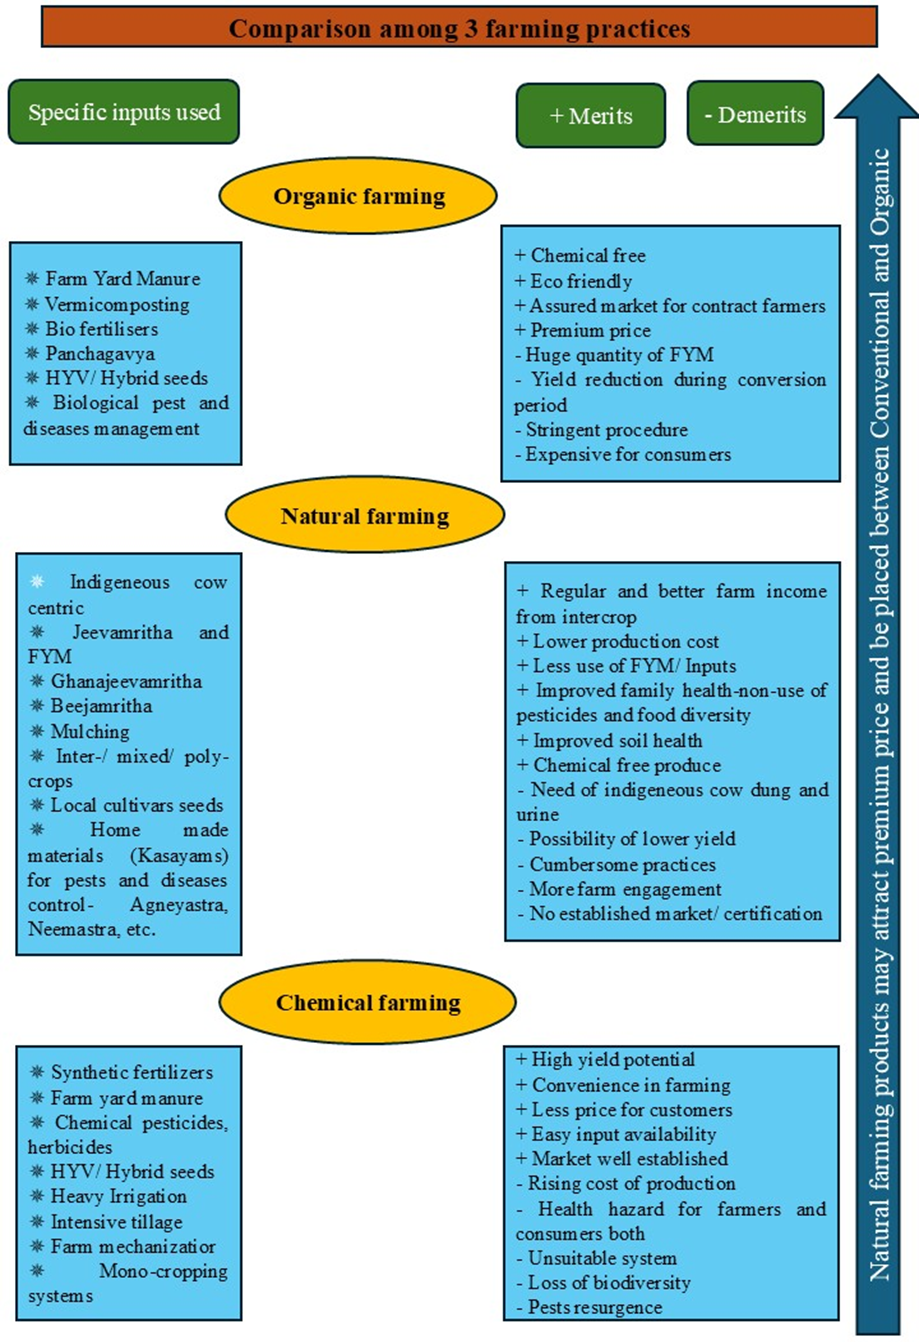 Comparison among 3 farming practices
Specific inputs used
+ Merits
- Demerits
Organic farming
✵ Farm Yard Manure
✵ Vermicomposting
✵ Bio fertilisers
✵ Panchagavya
✵ HYV/ Hybrid seeds
✵ Biological pest and
diseases management
+ Chemical free
+ Eco friendly
+ Assured market for contract farmers
+ Premium price
- Huge quantity of FYM
- Yield reduction during conversion
period
- Stringent procedure
- Expensive for consumers
Natural farming
✵ Indigeneous cow
centric
✵ Jeevamritha and
FYM
✵ Ghanajeevamritha
✵ Beejamritha
✵ Mulching
✵ Inter-/ mixed/ poly-
crops
✵ Local cultivars seeds
✵ Home made
materials (Kasayams)
for pests and diseases
control- Agneyastra,
Neemastra, etc.
+ Regular and better farm income
from intercrop
+ Lower production cost
+ Less use of FYM/ Inputs
+ Improved family health-non-use of
pesticides and food diversity
+ Improved soil health
+ Chemical free produce
- Need of indigeneous cow dung and
urine
- Possibility of lower yield
- Cumbersome practices
- More farm engagement
- No established market/ certification
Chemical farming
✵ Synthetic fertilizers
✵ Farm yard manure
✵ Chemical pesticides,
herbicides
✵ HYV/ Hybrid seeds
✵ Heavy Irrigation
✵ Intensive tillage
✵ Farm mechanizatior
✵ Mono-cropping
systems
+ High yield potential
+ Convenience in farming
+ Less price for customers
+ Easy input availability
+ Market well established
- Rising cost of production
- Health hazard for farmers and
consumers both
- Unsuitable system
- Loss of biodiversity
- Pests resurgence
Natural farming products may attract premium price and be placed between Conventional and Organic